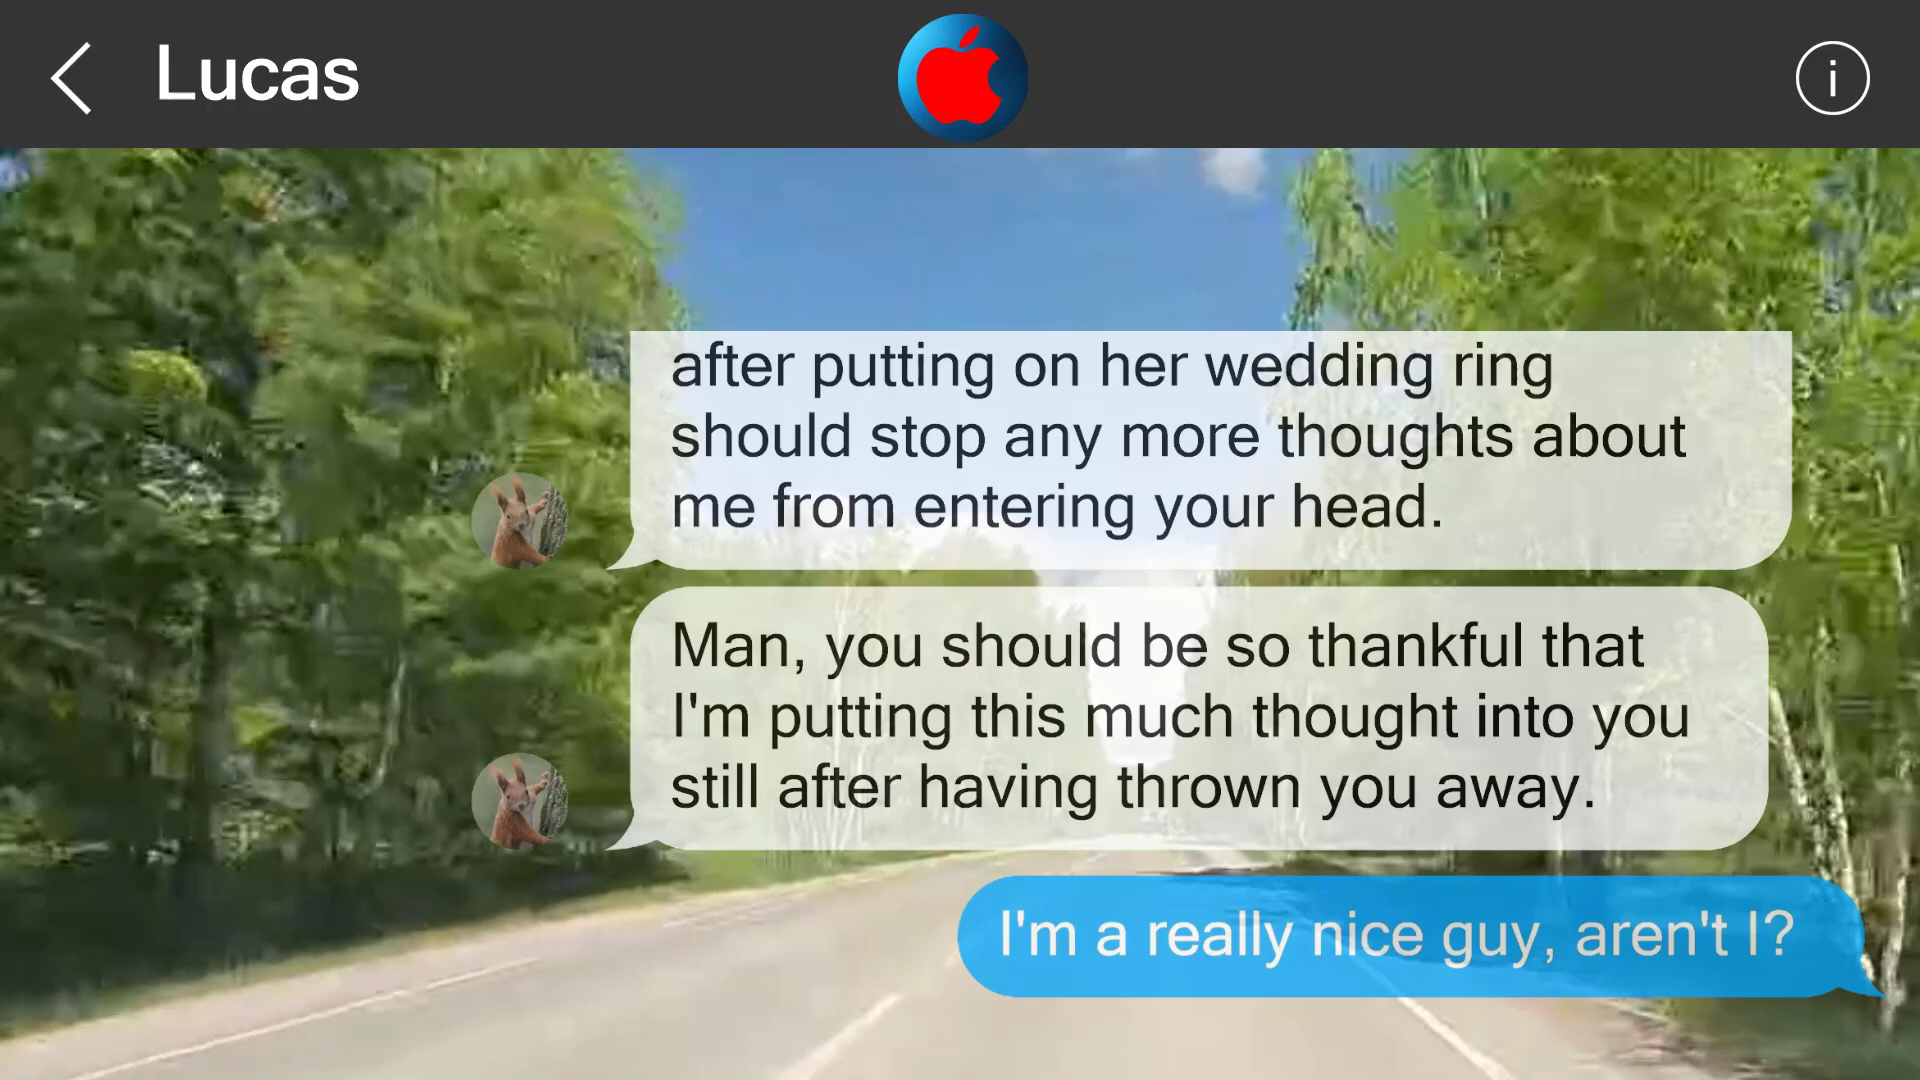 Lucas
i
after putting on her wedding ring
should stop any more thoughts about
me from entering your head.
Man, you should be so thankful that
I'm putting this much thought into you
still after having thrown you away.
I'm a really nice guy, aren't I?